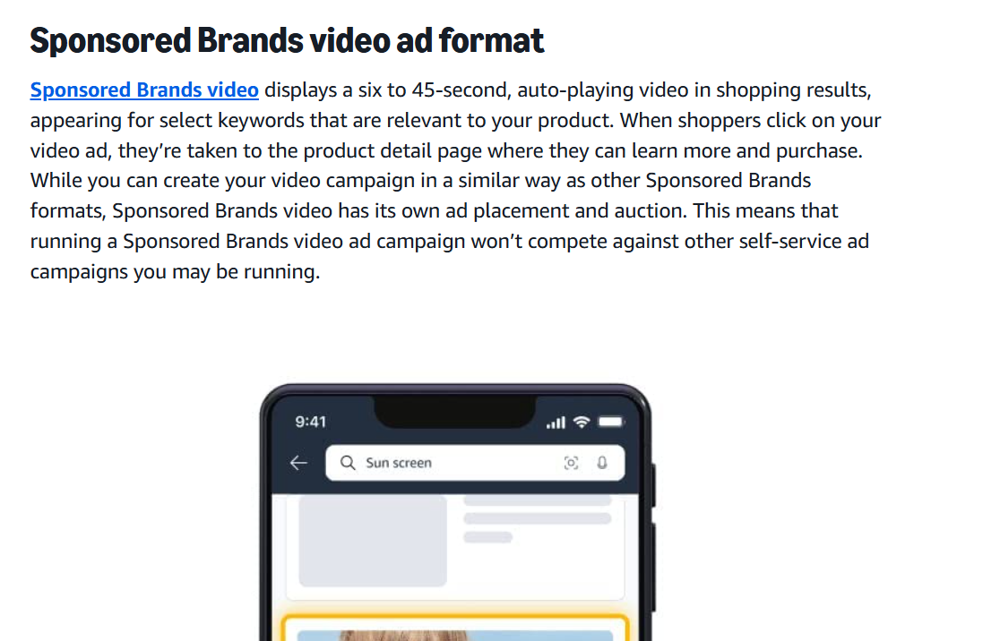 Sponsored Brands video ad format
Sponsored Brands video displays a six to 45-second, auto-playing video in shopping results,
appearing for select keywords that are relevant to your product. When shoppers click on your
video ad, they’re taken to the product detail page where they can learn more and purchase.
While you can create your video campaign in a similar way as other Sponsored Brands
formats, Sponsored Brands video has its own ad placement and auction. This means that
running a Sponsored Brands video ad campaign won’t compete against other self-service ad
campaigns you may be running.
9:41
Sun screen